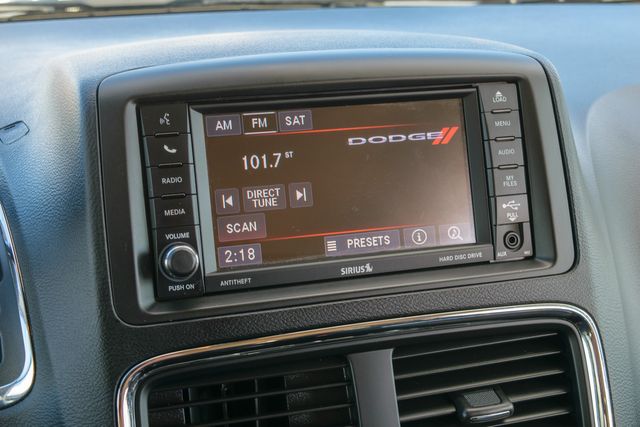 LOAD
AM FM SAT
MENU
DODGE
101.7 ST
RADIO
AUDIO
MEDIA
DIRECT
TUNE
MY
FILES
SCAN
PULL
VOLUME
2:18
PRESETS
i
PUSH ON
ANTITHEFT
SIRIUS
HARD DISC DRIVE
AUX